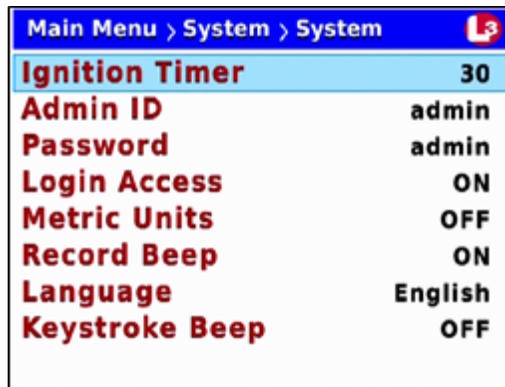 Main Menu > System > System L3
Ignition Timer 30
Admin ID admin
Password admin
Login Access ON
Metric Units OFF
Record Beep ON
Language English
Keystroke Beep OFF